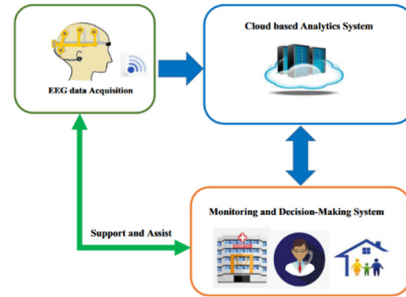 Cloud based Analytics System
EEG data Acquisition
Support and Assist
Monitoring and Decision-Making System